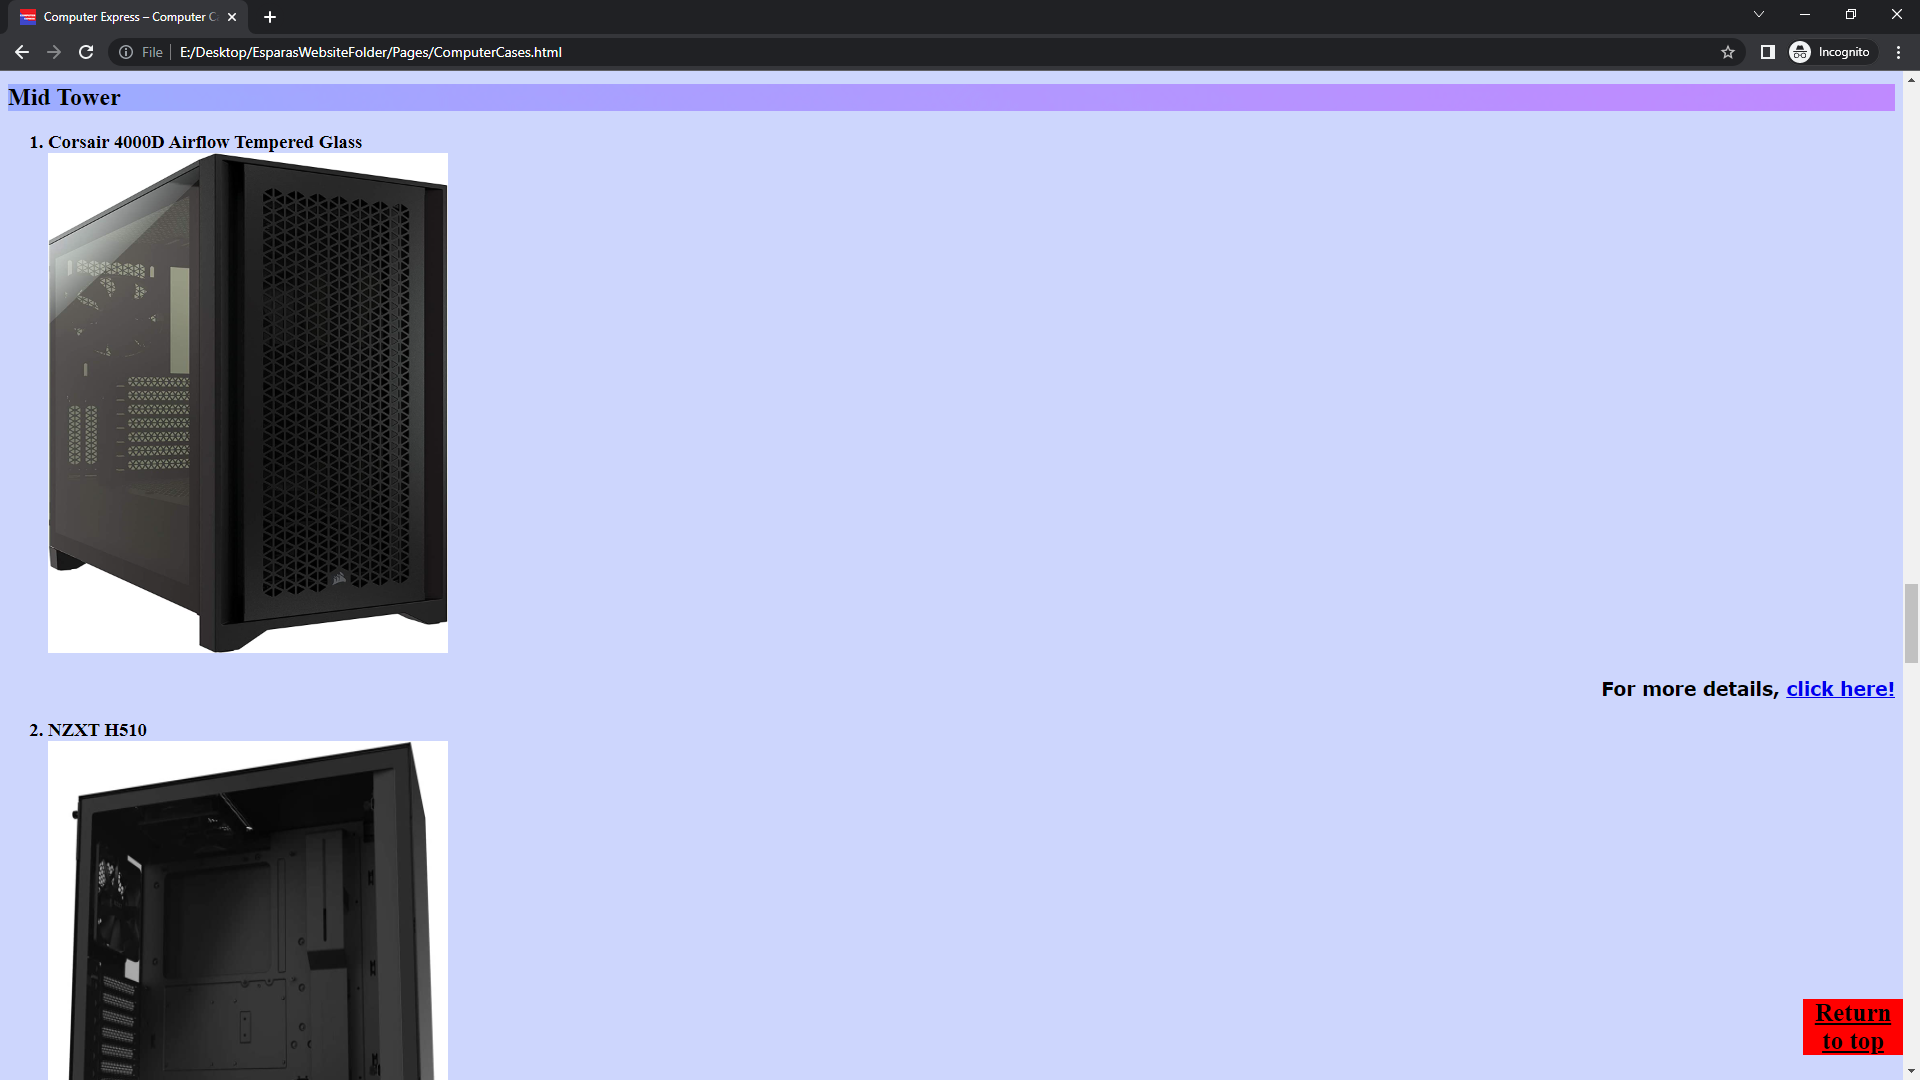 Computer Express – Computer C
File
E:/Desktop/EsparasWebsiteFolder/Pages/ComputerCases.html
Incognito
Mid Tower
1. Corsair 4000D Airflow Tempered Glass
For more details, click here!
2. NZXT H510
Return
to top